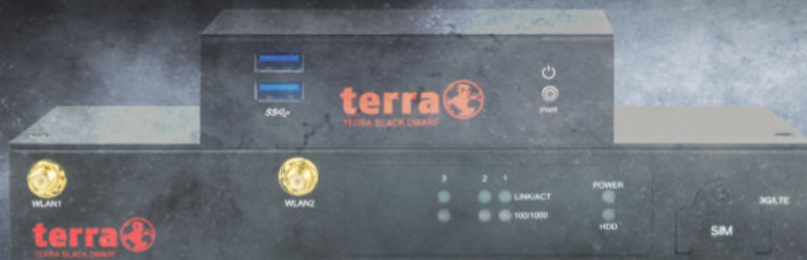 terra
TERRA BLACK DWARF
SS
PWR
WLAN1
WLAN2
3 2 1
LINK/ACT
100/1000
POWER
HDD
3G/LTE
SIM
terra
TERRA BLACK DWARF